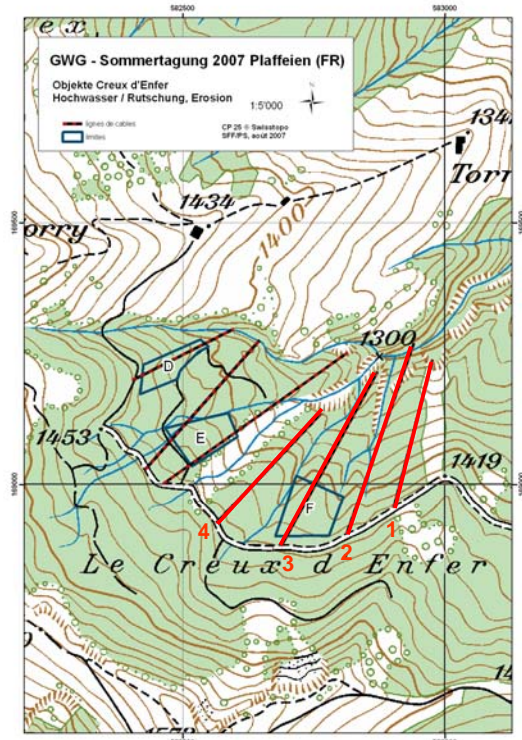 582500
583000
e x
GWG - Sommertagung 2007 Plaffeien (FR)
Objekte Creux d'Enfer
Hochwasser / Rutschung, Erosion
1:5'000
N
lignes de cables
limites
CP 25 © Swisstopo
SFF/PS, août 2007
134
Torr
1434
orry
1400
1300
D
E
1453
F
1419
4
3
2
1
Le Creux d Enfer
14